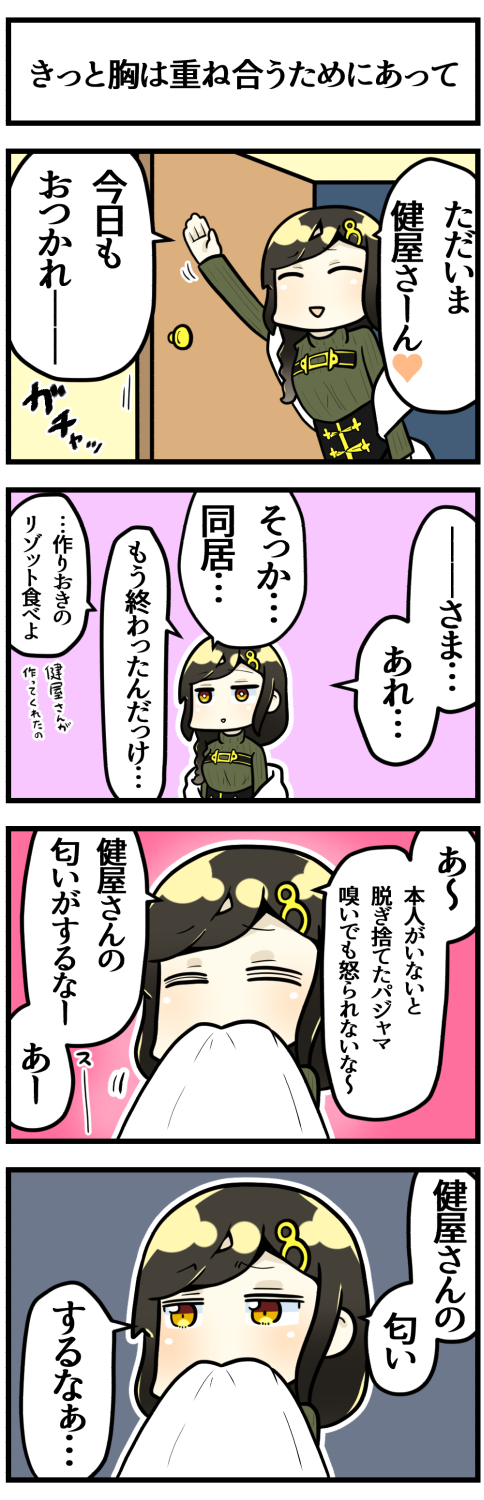 きっと胸は重ね合うためにあって
ただいま
健屋さーん
今日も
おつかれ――
ガチャッ
――さま…
あれ…
そっか…
同居…
もう終わったんだっけ…
…作りおきの
リゾット食べよ
健屋さんが
作ってくれたの
あ～
本人がいないと
脱ぎ捨てたパジャマ
嗅いでも怒られないな～
健屋さんの
匂いがするなー
あー
スー
健屋さんの
匂い
するなぁ…